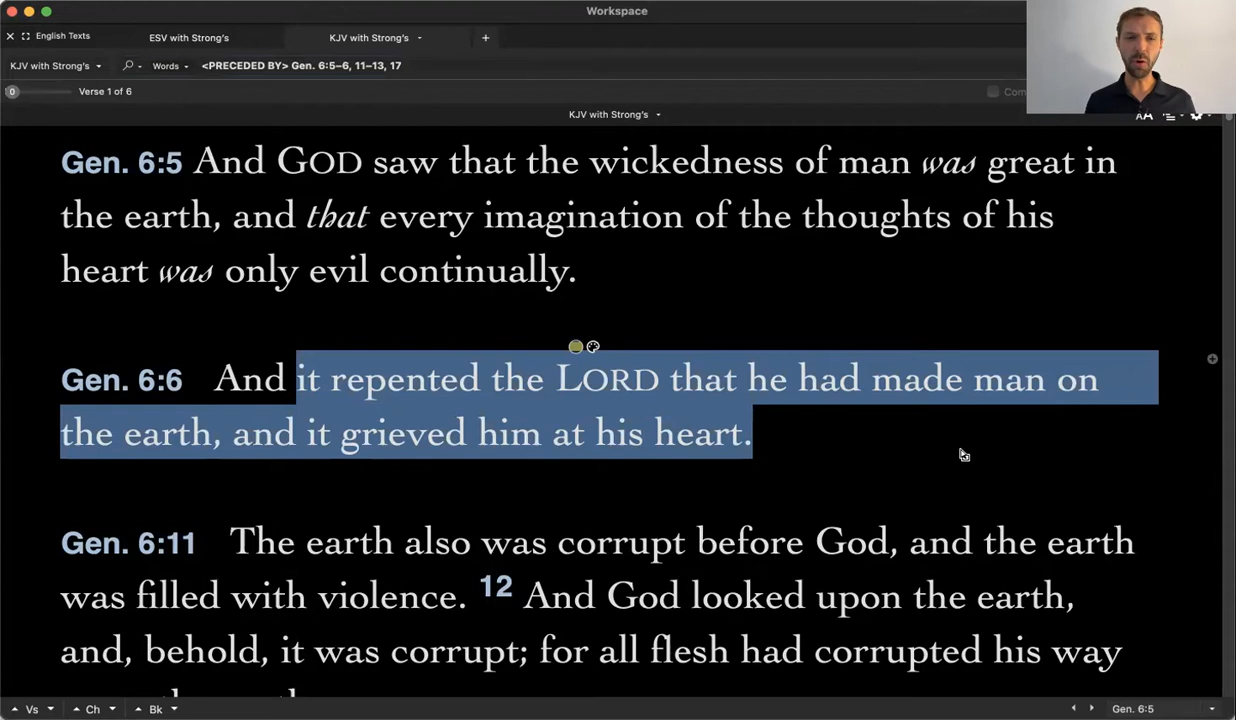 Workspace
English Texts
ESV with Strong's
KJV with Strong's
+
KJV with Strong's
Words
<PRECEDED BY> Gen. 6:5–6, 11–13, 17
0
Verse 1 of 6
Com
KJV with Strong's
AA
Gen. 6:5 And GOD saw that the wickedness of man was great in
the earth, and that every imagination of the thoughts of his
heart was only evil continually.
Gen. 6:6 And it repented the LORD that he had made man on
the earth, and it grieved him at his heart.
Gen. 6:11 The earth also was corrupt before God, and the earth
was filled with violence. 12 And God looked upon the earth,
and, behold, it was corrupt; for all flesh had corrupted his way
Vs
Ch
Bk
Gen. 6:5